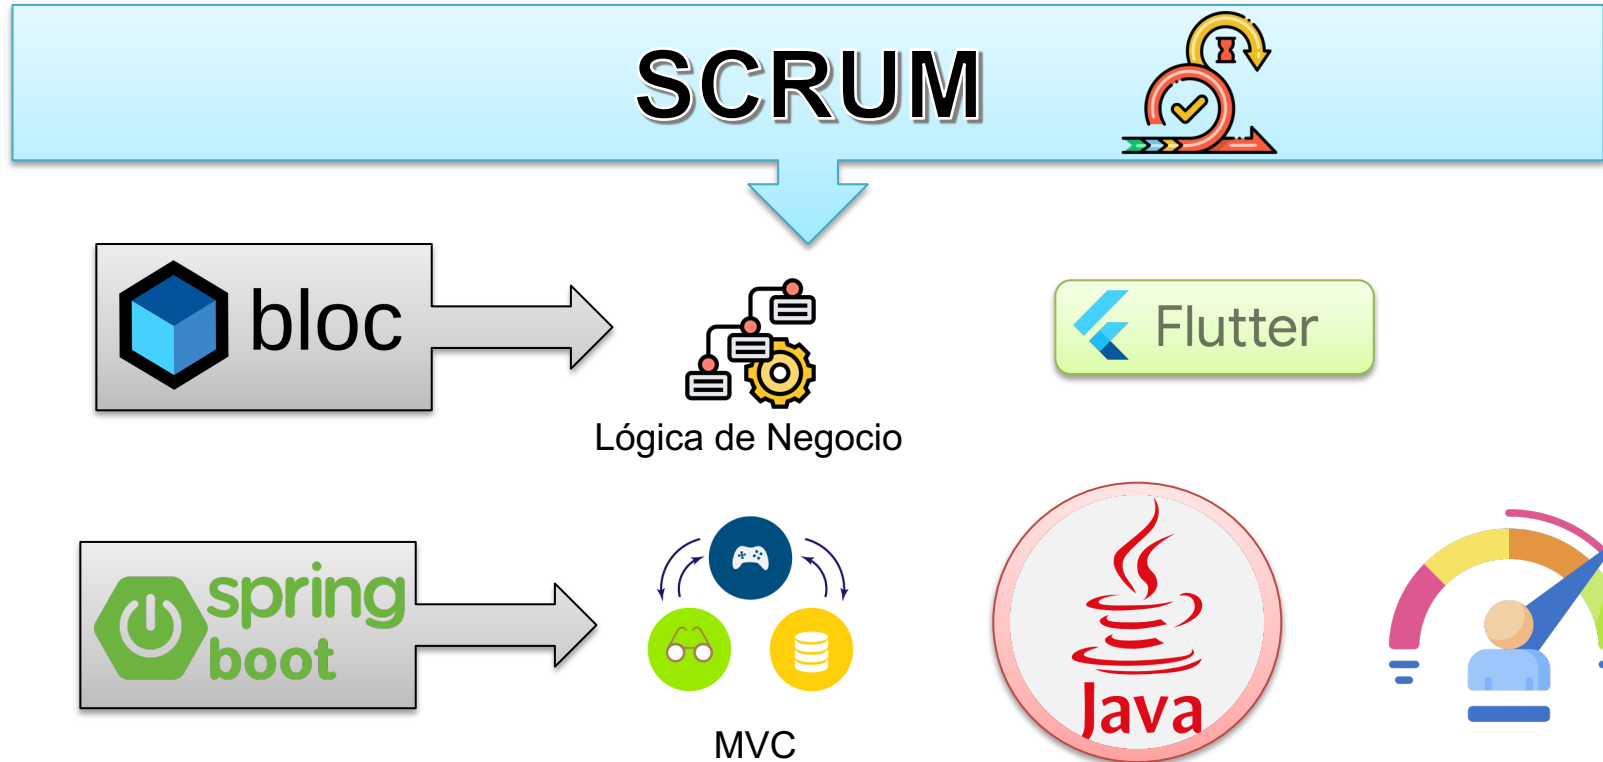 SCRUM
bloc
Lógica de Negocio
Flutter
spring
boot
MVC
Java